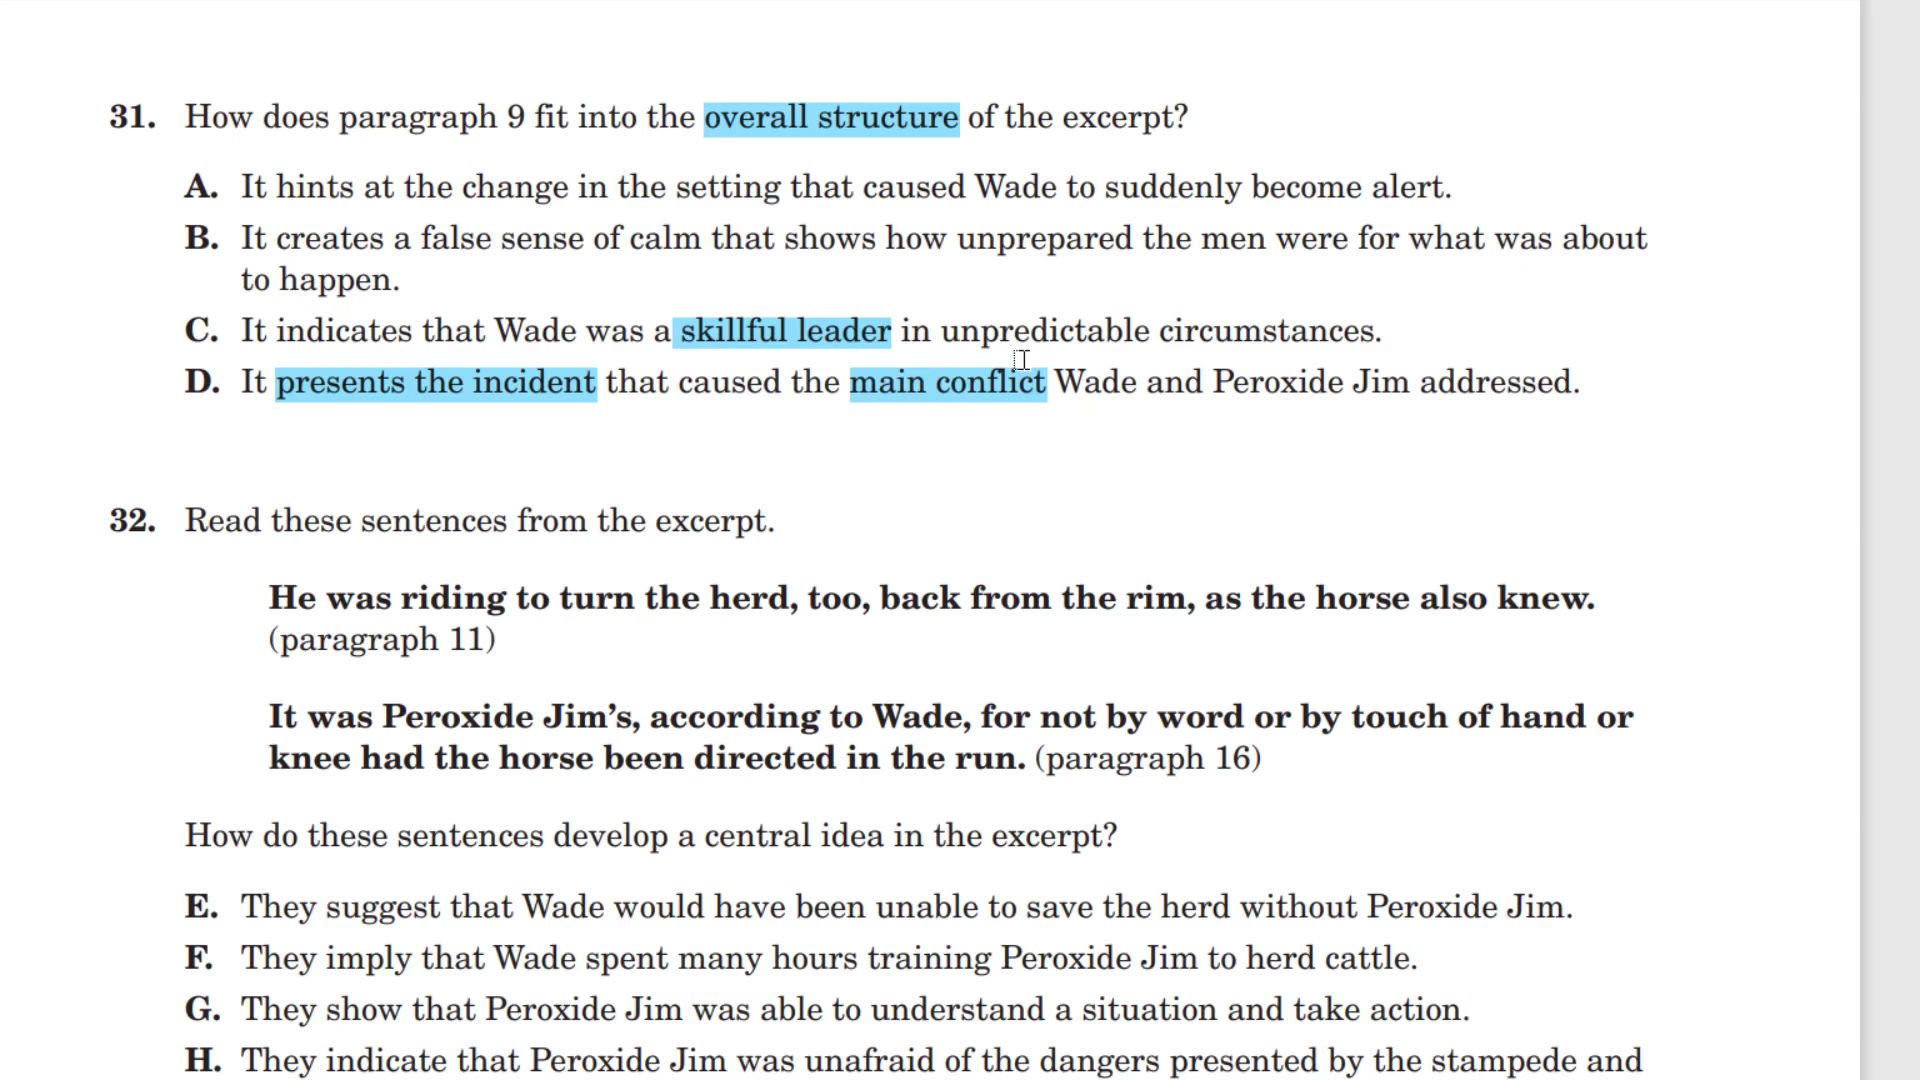 31. How does paragraph 9 fit into the overall structure of the excerpt?
A. It hints at the change in the setting that caused Wade to suddenly become alert.
B. It creates a false sense of calm that shows how unprepared the men were for what was about
to happen.
C. It indicates that Wade was a skillful leader in unpredictable circumstances.
D. It presents the incident that caused the main conflict Wade and Peroxide Jim addressed.
32. Read these sentences from the excerpt.
He was riding to turn the herd, too, back from the rim, as the horse also knew.
(paragraph 11)
It was Peroxide Jim’s, according to Wade, for not by word or by touch of hand or
knee had the horse been directed in the run. (paragraph 16)
How do these sentences develop a central idea in the excerpt?
E. They suggest that Wade would have been unable to save the herd without Peroxide Jim.
F. They imply that Wade spent many hours training Peroxide Jim to herd cattle.
G. They show that Peroxide Jim was able to understand a situation and take action.
H. They indicate that Peroxide Jim was unafraid of the dangers presented by the stampede and